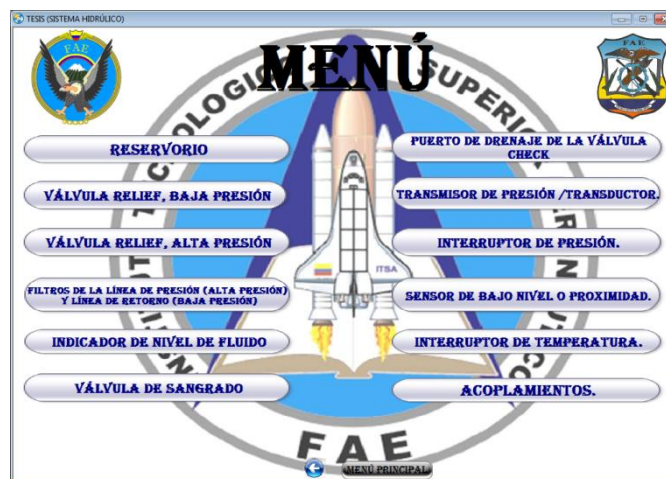 TESIS (SISTEMA HIDRÚLICO)
FAE
MENÚ
F A E
RESERVORIO
VÁLVULA RELIEF, BAJA PRESIÓN
VÁLVULA RELIEF, ALTA PRESIÓN
FILTROS DE LA LÍNEA DE PRESIÓN (ALTA PRESIÓN)
Y LÍNEA DE RETORNO (BAJA PRESIÓN)
INDICADOR DE NIVEL DE FLUIDO
VÁLVULA DE SANGRADO
PUERTO DE DRENAJE DE LA VÁLVULA
CHECK
TRANSMISOR DE PRESIÓN /TRANSDUCTOR.
INTERRUPTOR DE PRESIÓN.
SENSOR DE BAJO NIVEL O PROXIMIDAD.
INTERRUPTOR DE TEMPERATURA.
ACOPLAMIENTOS.
ITSA
FAE
MENÚ PRINCIPAL